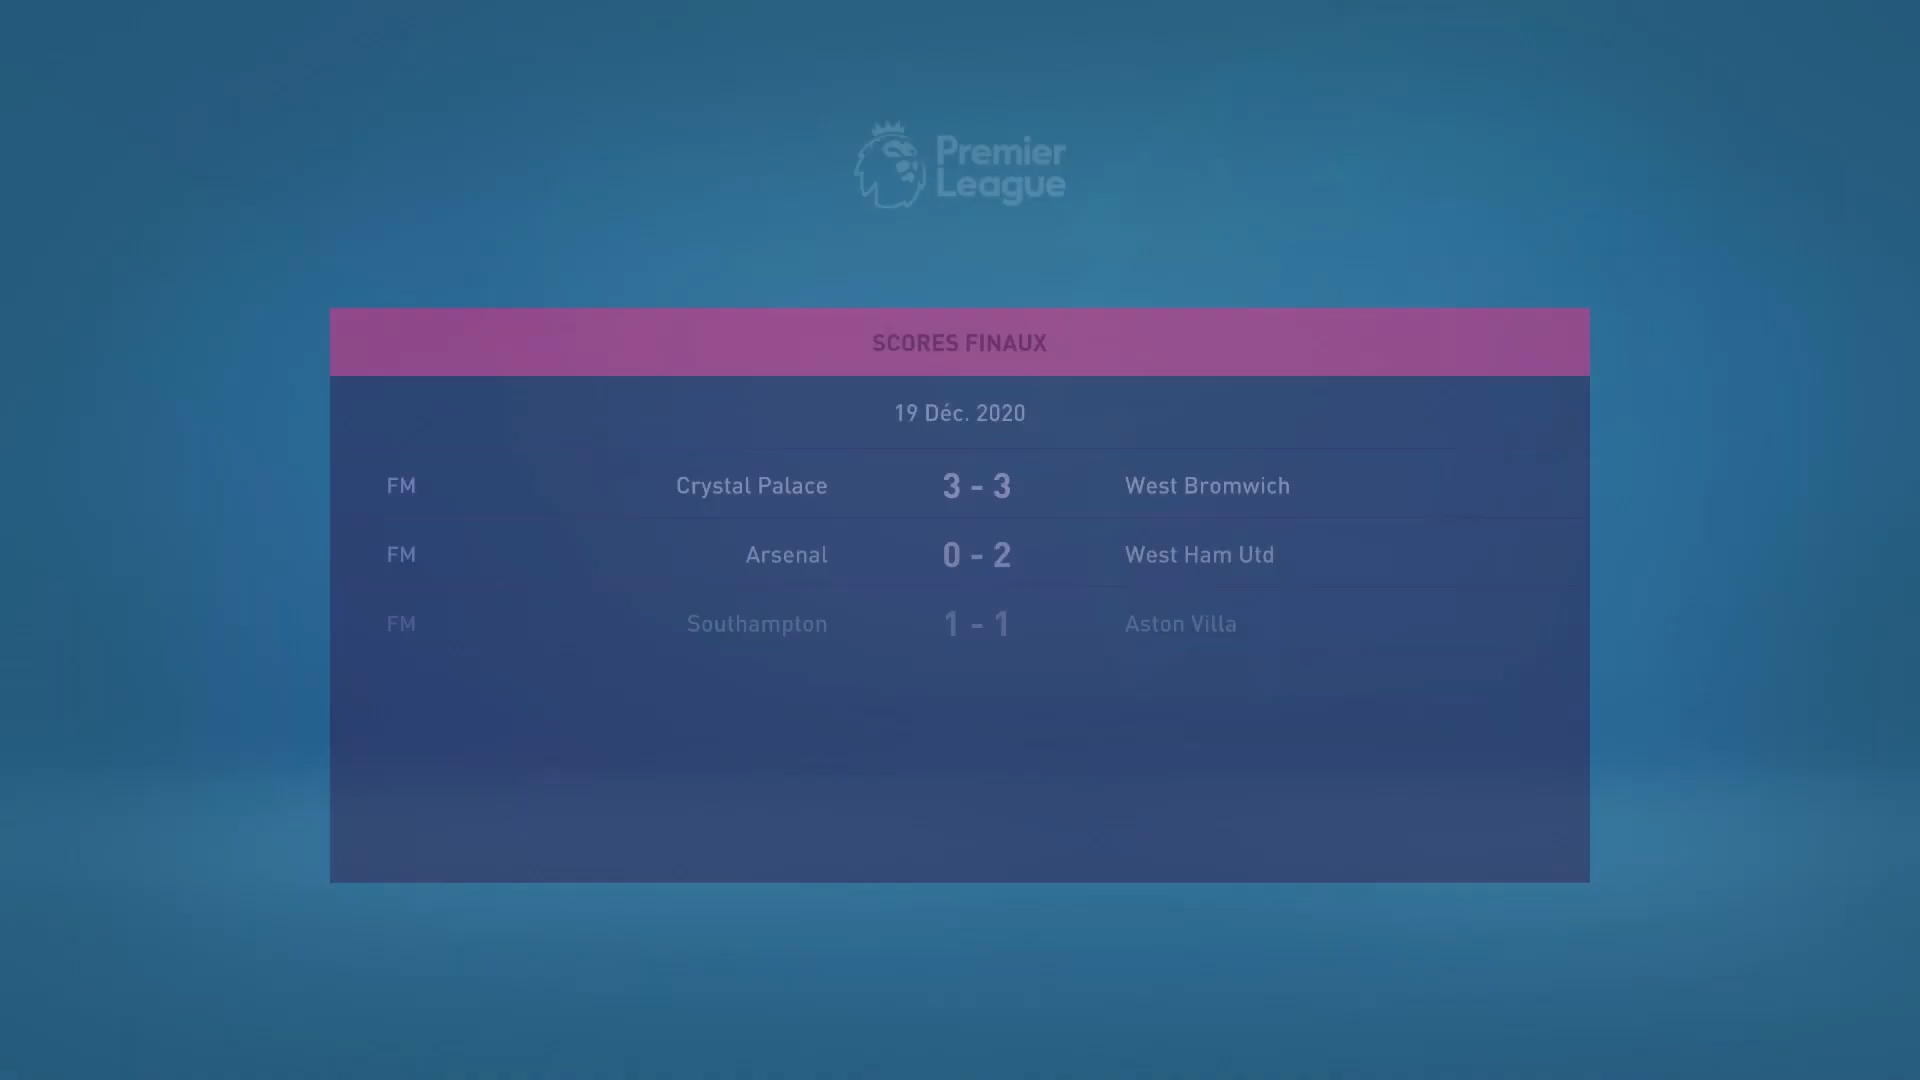 Premier
League
SCORES FINAUX
19 Déc. 2020
FM Crystal Palace 3 - 3 West Bromwich
FM Arsenal 0 - 2 West Ham Utd
FM Southampton 1 - 1 Aston Villa